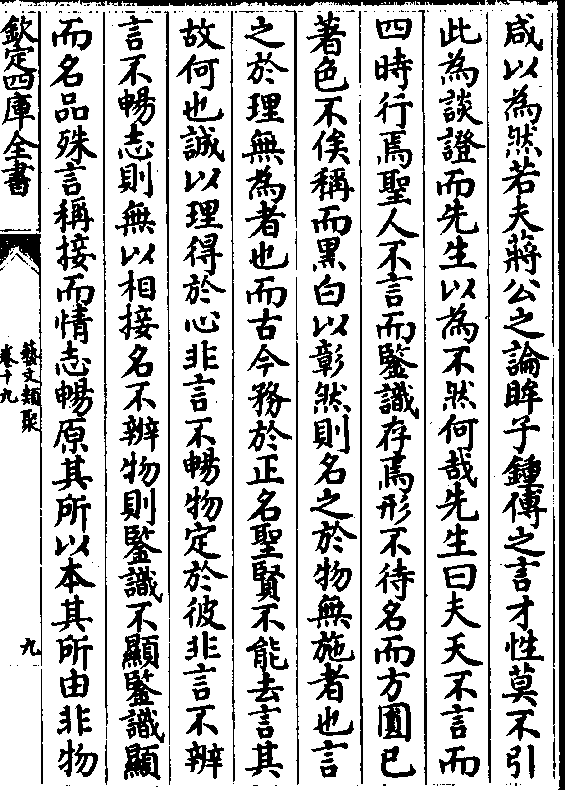 咸以為然若夫蔣公之論眸子鍾傅之言才性莫不引
此為談證而先生以為不然何哉先生曰夫天不言而
四時行焉聖人不言而鑒識存焉形不待名而方圓已
著色不俟稱而黒白以彰然則名之於物無施者也言
之於理無為者也而古今務於正名聖賢不能去言其
故何也誠以理得於心非言不暢物定於彼非言不辨
言不暢志則無以相接名不辨物則鑒識不顯鑒識顯
而名品殊言稱接而情志暢原其所以本其所由非物
欽定四庫全書
藝文類聚
卷十九
九